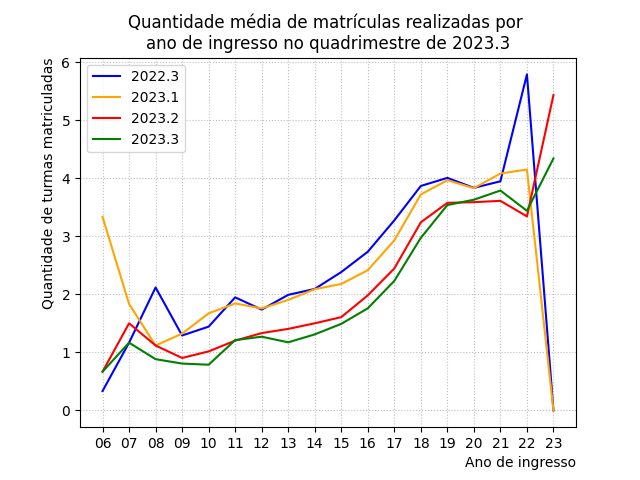 Quantidade média de matrículas realizadas por
ano de ingresso no quadrimestre de 2023.3
2022.3
2023.1
2023.2
2023.3
Quantidade de turmas matriculadas
6
5
4
3
2
1
0
06 07 08 09 10 11 12 13 14 15 16 17 18 19 20 21 22 23
Ano de ingresso